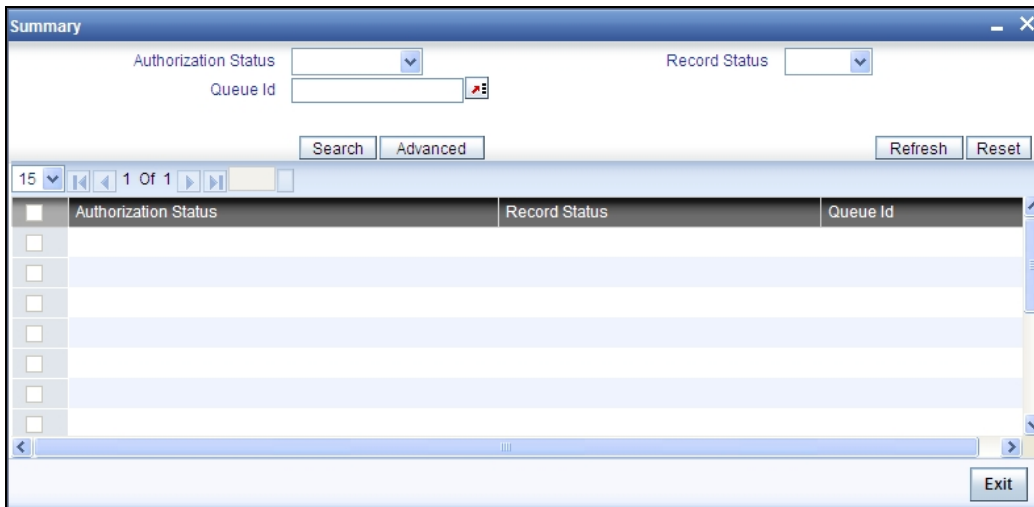 Summary
Authorization Status
Record Status
Queue Id
Search Advanced Refresh Reset
15 1 Of 1
Authorization Status Record Status Queue Id
Exit